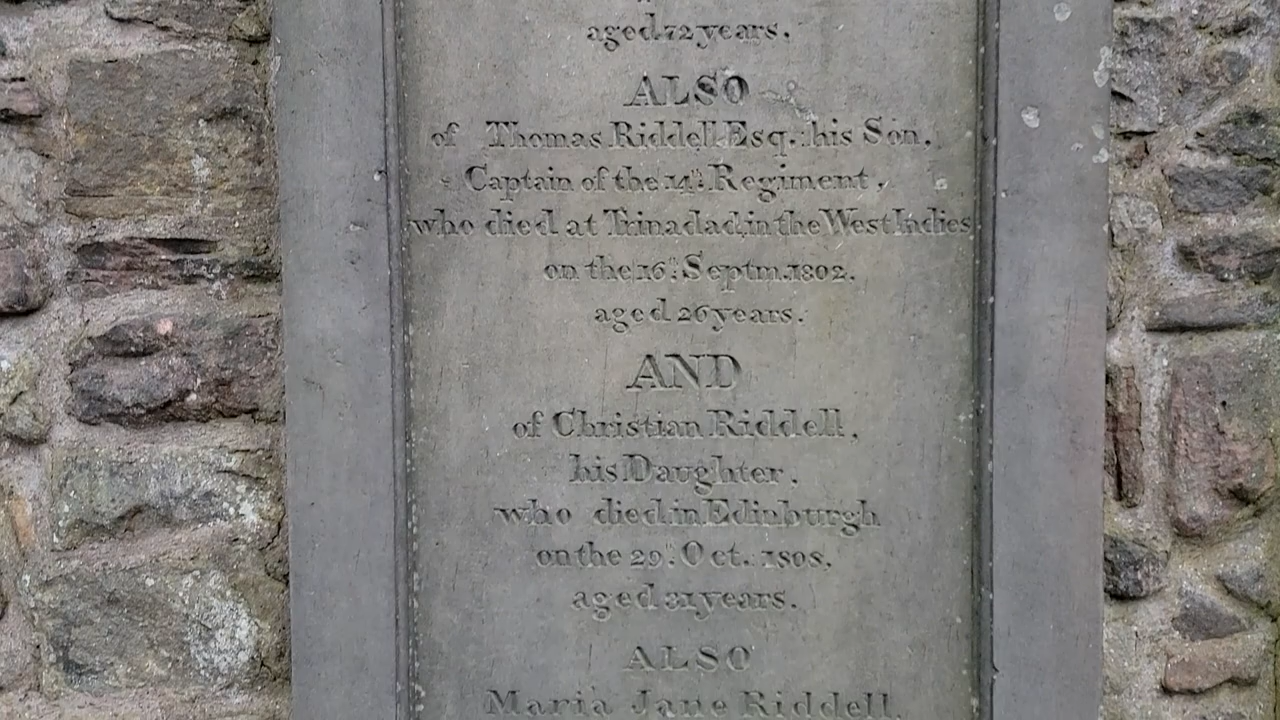 aged 72 years.
ALSO
of Thomas Riddell Esq. his Son,
Captain of the 14th Regiment,
who died at Trinadad, in the West Indies
on the 16th Septm. 1802.
aged 26 years.
AND
of Christian Riddell,
his Daughter.
who died in Edinburgh
on the 29th Oct. 1808.
aged 31 years.
ALSO
Maria Jane Riddell.